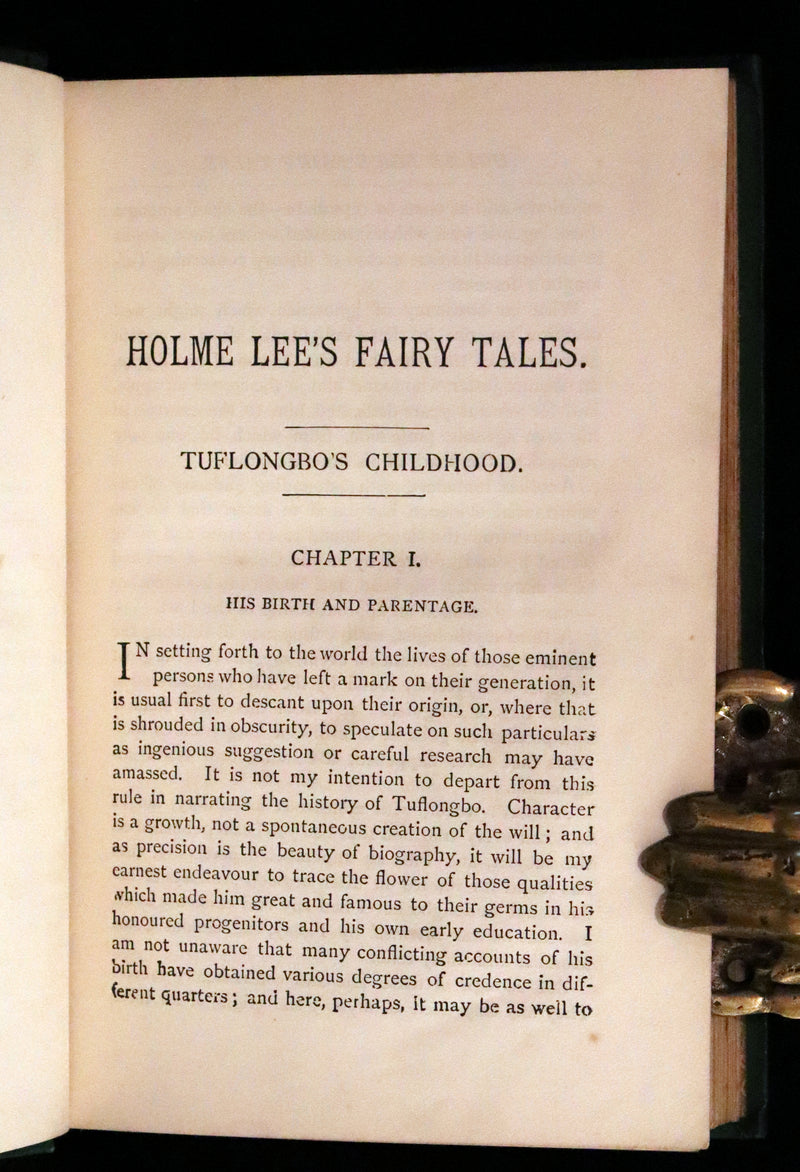 HOLME LEE'S FAIRY TALES.
TUFLONGBO'S CHILDHOOD.
CHAPTER I.
HIS BIRTH AND PARENTAGE.
IN setting forth to the world the lives of those eminent
persons who have left a mark on their generation, it
is usual first to descant upon their origin, or, where that
is shrouded in obscurity, to speculate on such particulars
as ingenious suggestion or careful research may have
amassed. It is not my intention to depart from this
rule in narrating the history of Tuflongbo. Character
is a growth, not a spontaneous creation of the will; and
as precision is the beauty of biography, it will be my
earnest endeavour to trace the flower of those qualities
which made him great and famous to their germs in his
honoured progenitors and his own early education. I
am not unaware that many conflicting accounts of his
birth have obtained various degrees of credence in dif-
ferent quarters; and here, perhaps, it may be as well to